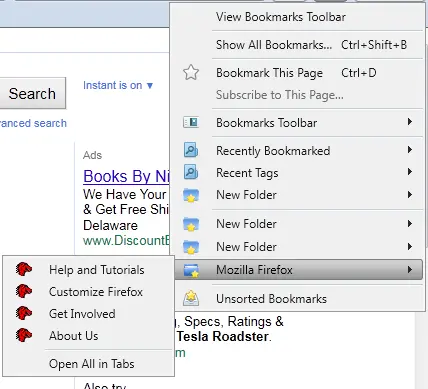 View Bookmarks Toolbar
Show All Bookmarks... Ctrl+Shift+B
Bookmark This Page Ctrl+D
Subscribe to This Page...
Bookmarks Toolbar
Recently Bookmarked
Recent Tags
New Folder
New Folder
New Folder
Mozilla Firefox
Unsorted Bookmarks
Help and Tutorials
Customize Firefox
Get Involved
About Us
Open All in Tabs
Search
Instant is on ▼
anced search
Ads
Books By Ni
We Have Your
& Get Free Shi
Delaware
www.DiscountB
, Specs, Ratings &
Tesla Roadster.
m
Also try